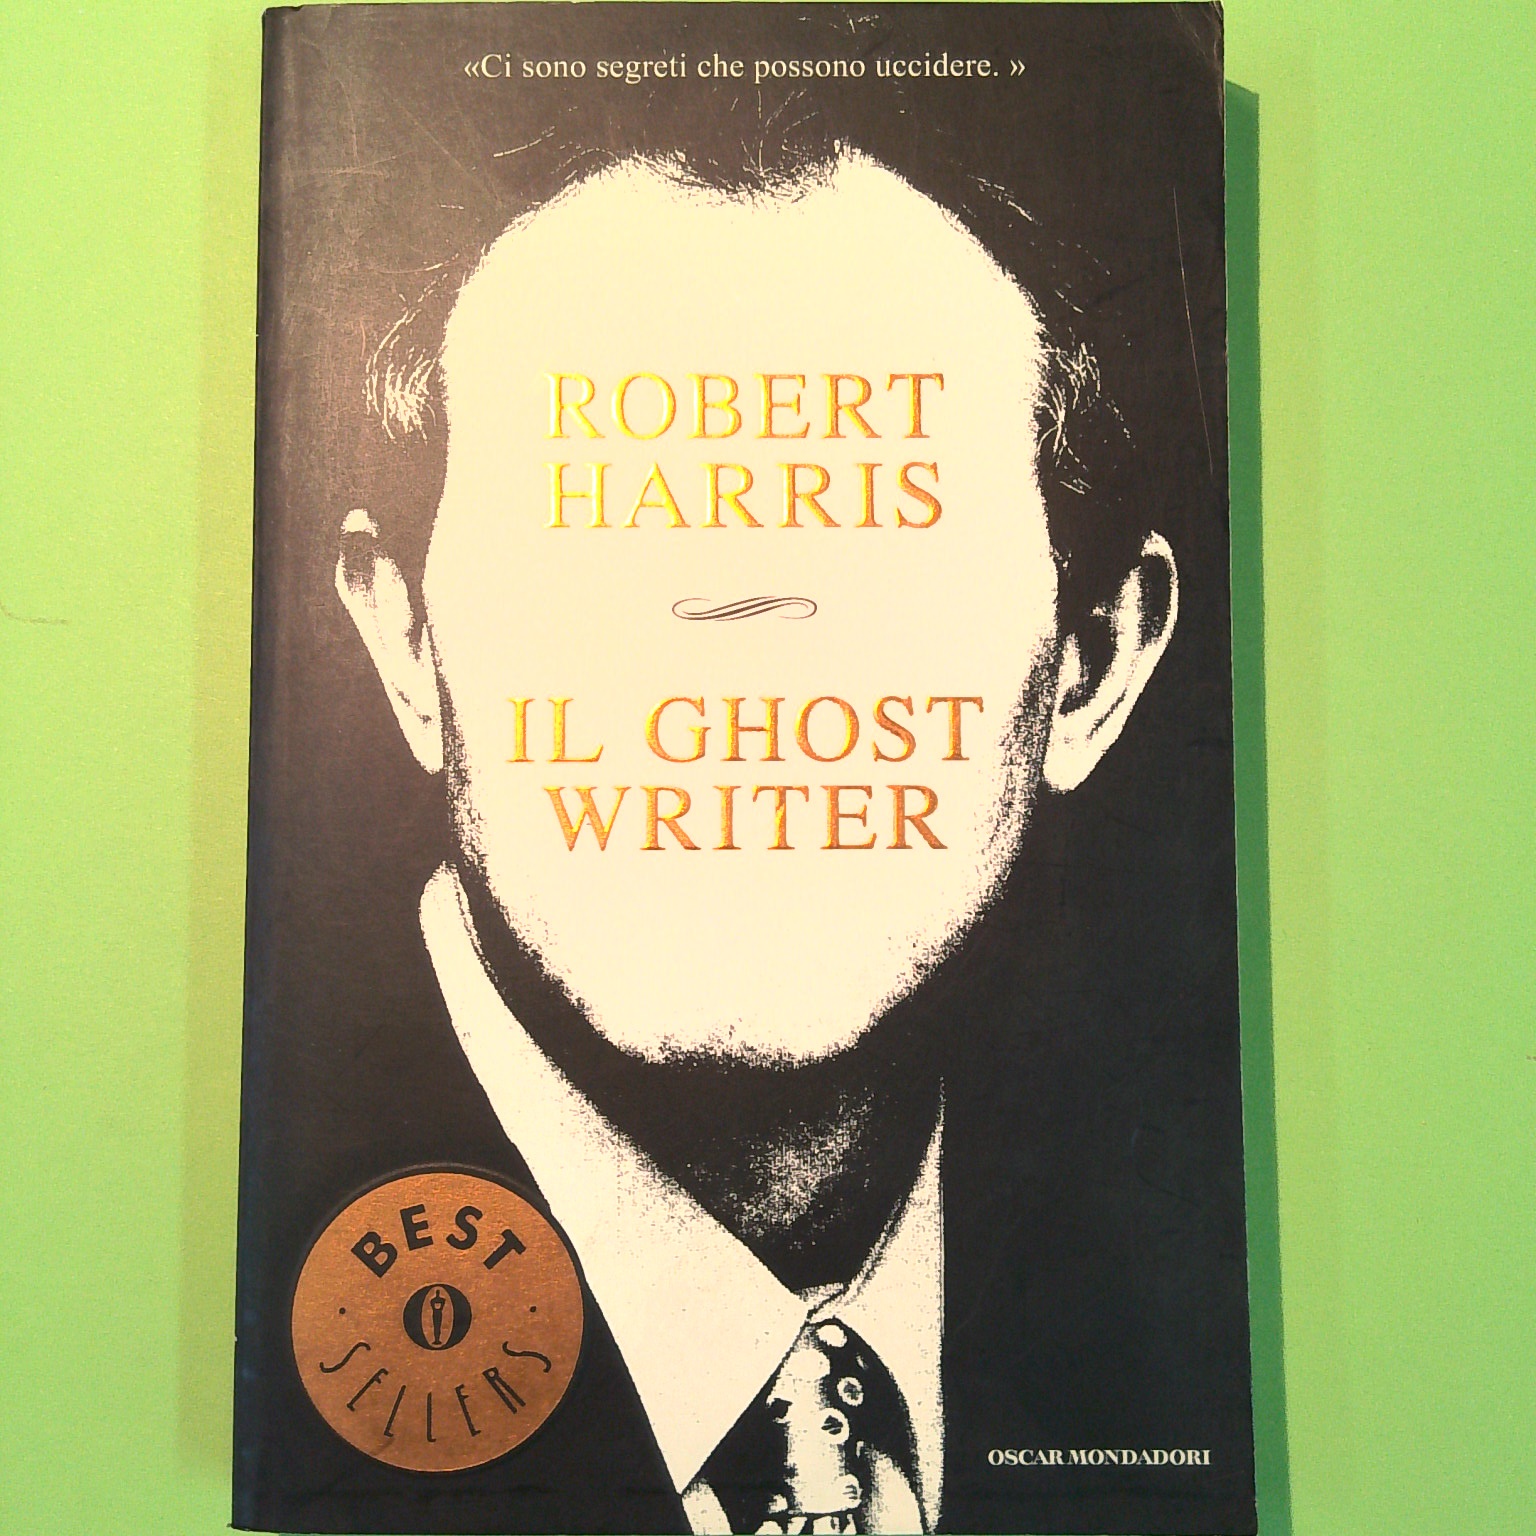 «Ci sono segreti che possono uccidere. »
ROBERT
HARRIS
IL GHOST
WRITER
BEST
SELLERS
OSCAR MONDADORI